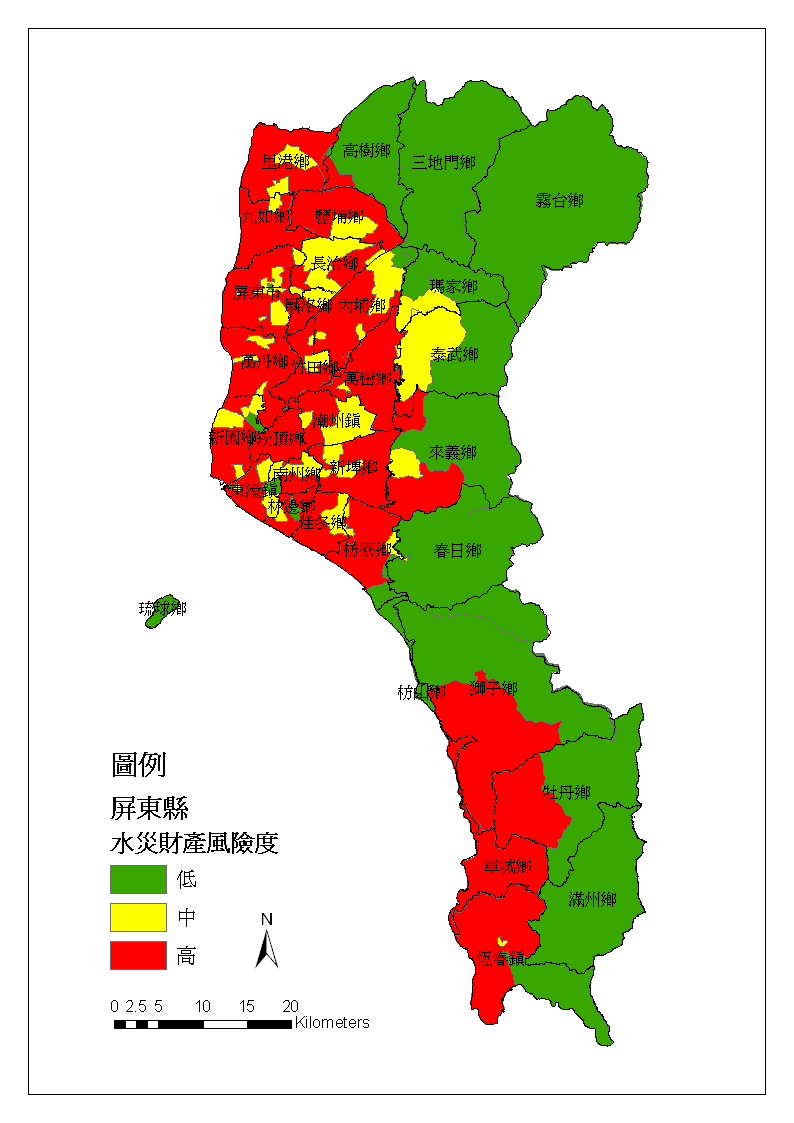 高樹鄉
三地門鄉
里港鄉
霧台鄉
九如鄉
鹽埔鄉
長治鄉
瑪家鄉
屏東市
麟洛鄉
內埔鄉
泰武鄉
萬丹鄉
竹田鄉
萬巒鄉
潮州鎮
新園鄉
崁頂鄉
來義鄉
新埤鄉
南州鄉
東港鎮
林邊鄉
佳冬鄉
枋寮鄉
春日鄉
琉球鄉
枋山鄉
獅子鄉
牡丹鄉
車城鄉
滿州鄉
恆春鎮
圖例
屏東縣
水災財產風險度
低
中
高
N
0 2.5 5 10 15 20
Kilometers